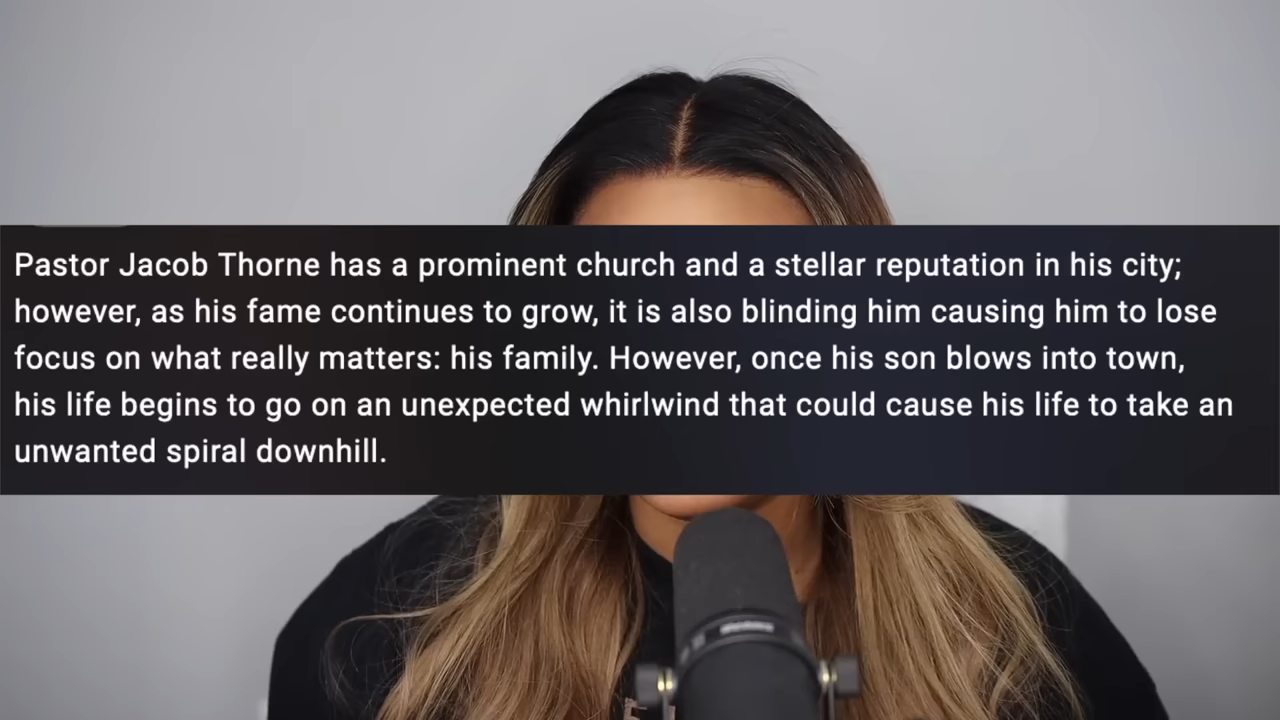 Pastor Jacob Thorne has a prominent church and a stellar reputation in his city;
however, as his fame continues to grow, it is also blinding him causing him to lose
focus on what really matters: his family. However, once his son blows into town,
his life begins to go on an unexpected whirlwind that could cause his life to take an
unwanted spiral downhill.